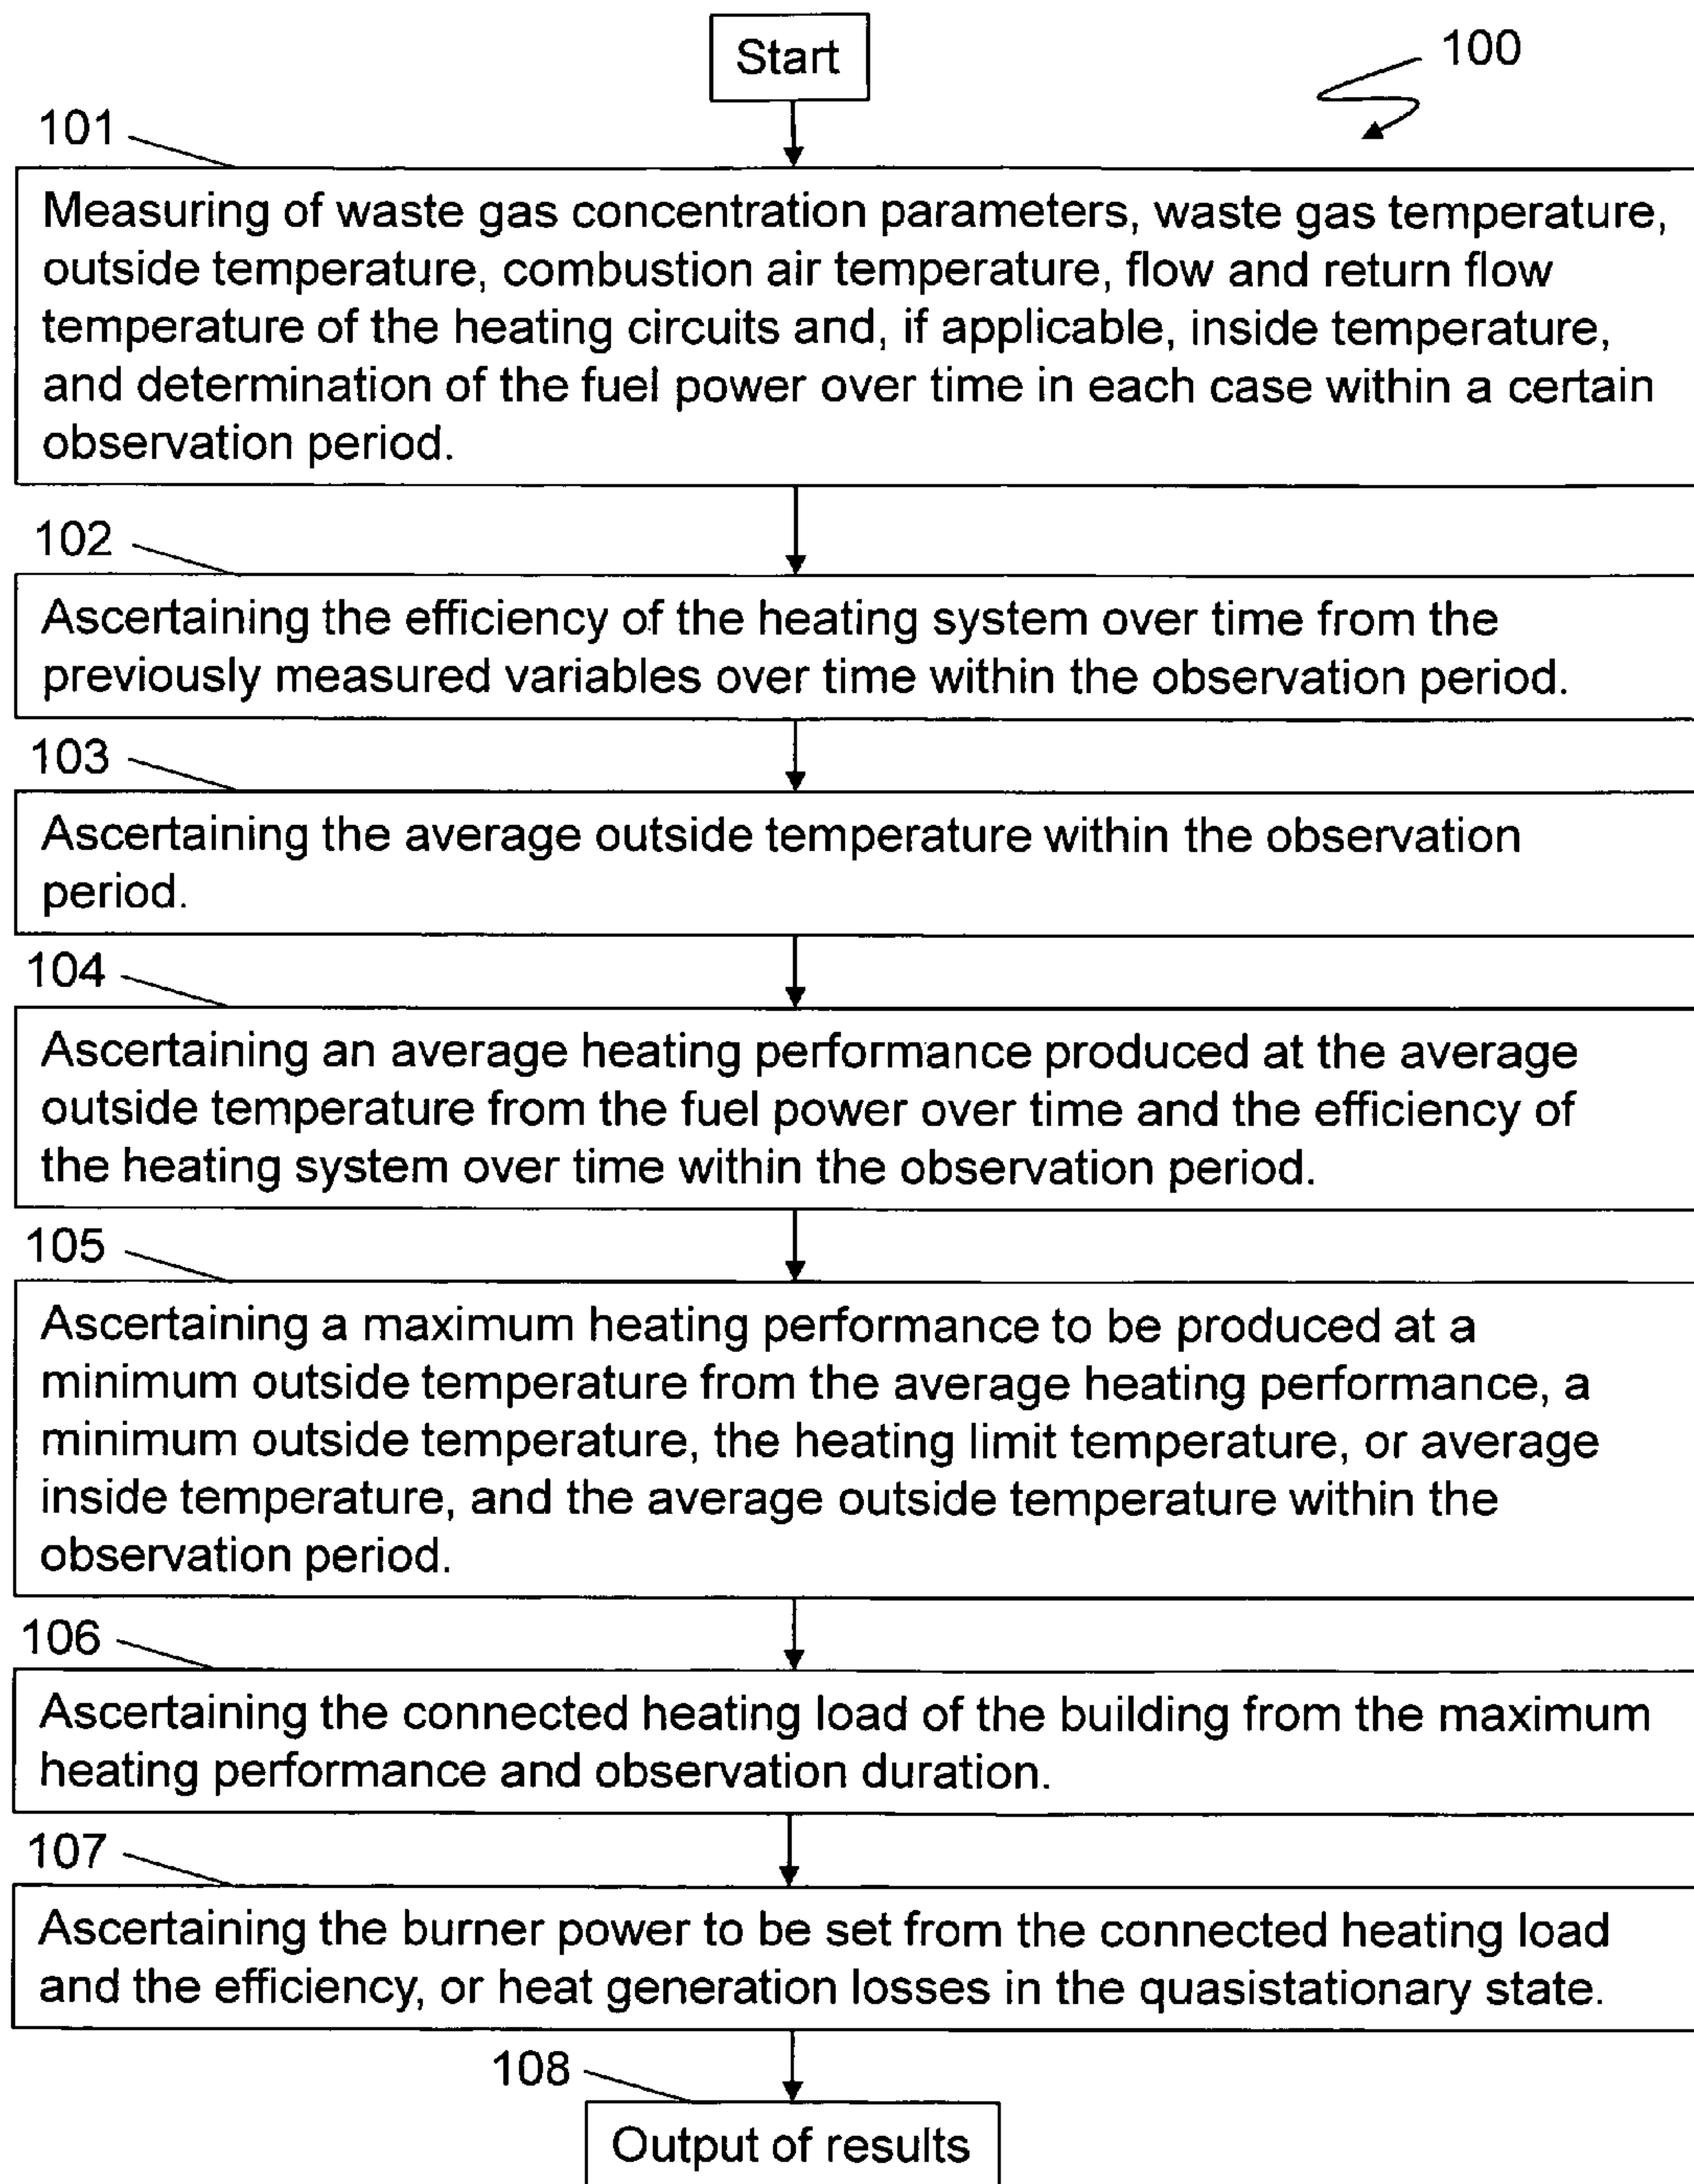 Start
100
101
Measuring of waste gas concentration parameters, waste gas temperature,
outside temperature, combustion air temperature, flow and return flow
temperature of the heating circuits and, if applicable, inside temperature,
and determination of the fuel power over time in each case within a certain
observation period.
102
Ascertaining the efficiency of the heating system over time from the
previously measured variables over time within the observation period.
103
Ascertaining the average outside temperature within the observation
period.
104
Ascertaining an average heating performance produced at the average
outside temperature from the fuel power over time and the efficiency of
the heating system over time within the observation period.
105
Ascertaining a maximum heating performance to be produced at a
minimum outside temperature from the average heating performance, a
minimum outside temperature, the heating limit temperature, or average
inside temperature, and the average outside temperature within the
observation period.
106
Ascertaining the connected heating load of the building from the maximum
heating performance and observation duration.
107
Ascertaining the burner power to be set from the connected heating load
and the efficiency, or heat generation losses in the quasistationary state.
108
Output of results